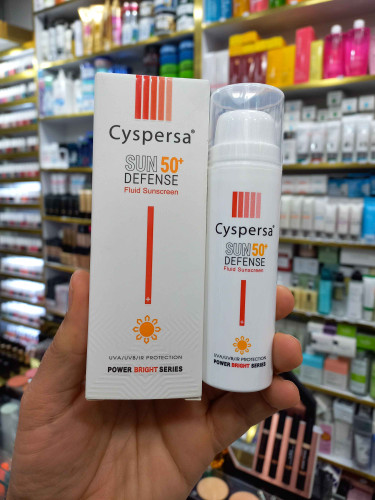 Cyspersa®
SUN 50+
DEFENSE
Fluid Sunscreen
UVA/UVB/IR PROTECTION
POWER BRIGHT SERIES
Cyspersa®
SUN 50+
DEFENSE
Fluid Sunscreen
UVA/UVB/IR PROTECTION
POWER BRIGHT SERIES